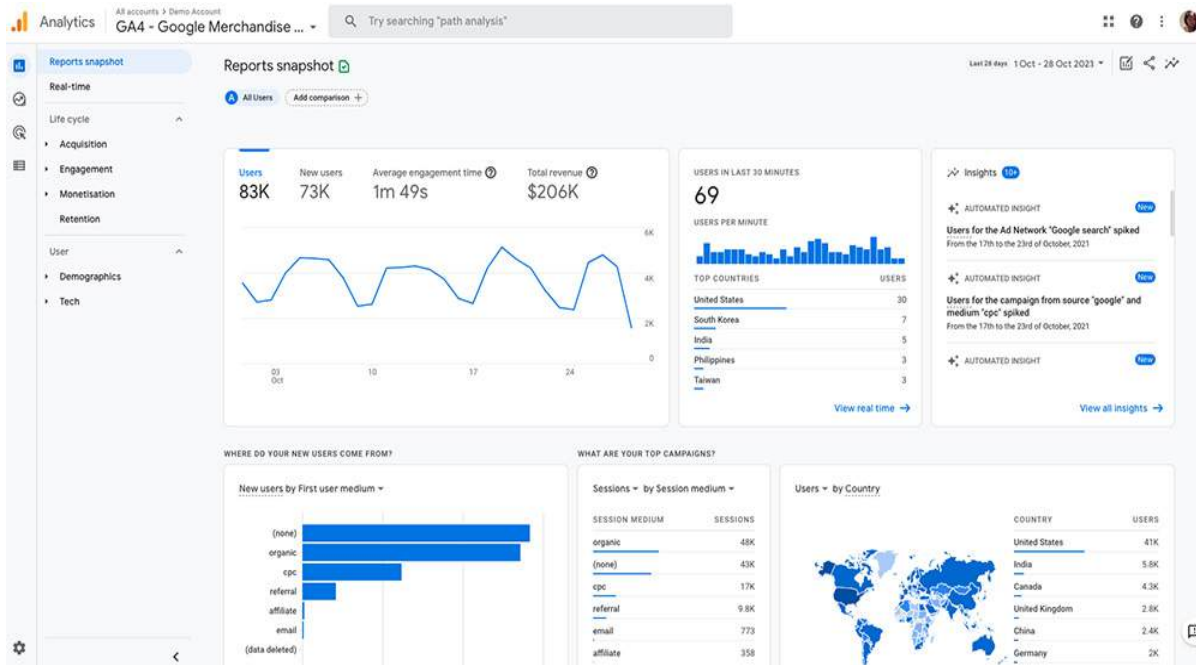 Analytics
All accounts > Demo Account
GA4 - Google Merchandise ...
Try searching "path analysis"
Reports snapshot
Real-time
Life cycle
Acquisition
Engagement
Monetisation
Retention
User
Demographics
Tech
Reports snapshot
Last 28 days 1 Oct - 28 Oct 2021
A All Users
Add comparison +
Users
83K
New users
73K
Average engagement time
1m 49s
Total revenue
$206K
6K
4K
2K
0
03
Oct
10
17
24
USERS IN LAST 30 MINUTES
69
USERS PER MINUTE
TOP COUNTRIES USERS
United States 30
South Korea 7
India 5
Philippines 3
Taiwan 3
View real time
Insights 10+
AUTOMATED INSIGHT New
Users for the Ad Network "Google search" spiked
From the 17th to the 23rd of October, 2021
AUTOMATED INSIGHT New
Users for the campaign from source "google" and
medium "cpc" spiked
From the 17th to the 23rd of October, 2021
AUTOMATED INSIGHT New
View all insights
WHERE DO YOUR NEW USERS COME FROM?
New users by First user medium
(none)
organic
cpc
referral
affiliate
email
(data deleted)
WHAT ARE YOUR TOP CAMPAIGNS?
Sessions by Session medium
SESSION MEDIUM SESSIONS
organic 48K
(none) 43K
cpc 17K
referral 9.8K
email 773
affiliate 358
Users by Country
COUNTRY USERS
United States 41K
India 5.8K
Canada 4.3K
United Kingdom 2.8K
China 2.4K
Germany 2K